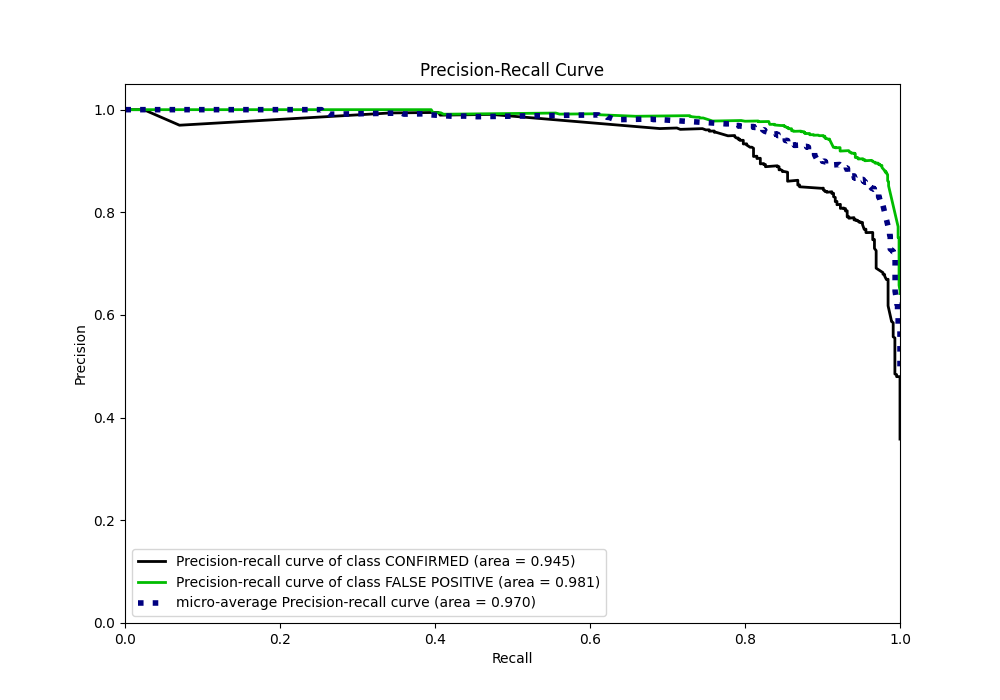 Precision-Recall Curve
1.0
0.8
0.6
0.4
0.2
0.0
Precision
Precision-recall curve of class CONFIRMED (area = 0.945)
Precision-recall curve of class FALSE POSITIVE (area = 0.981)
micro-average Precision-recall curve (area = 0.970)
0.0 0.2 0.4 0.6 0.8 1.0
Recall